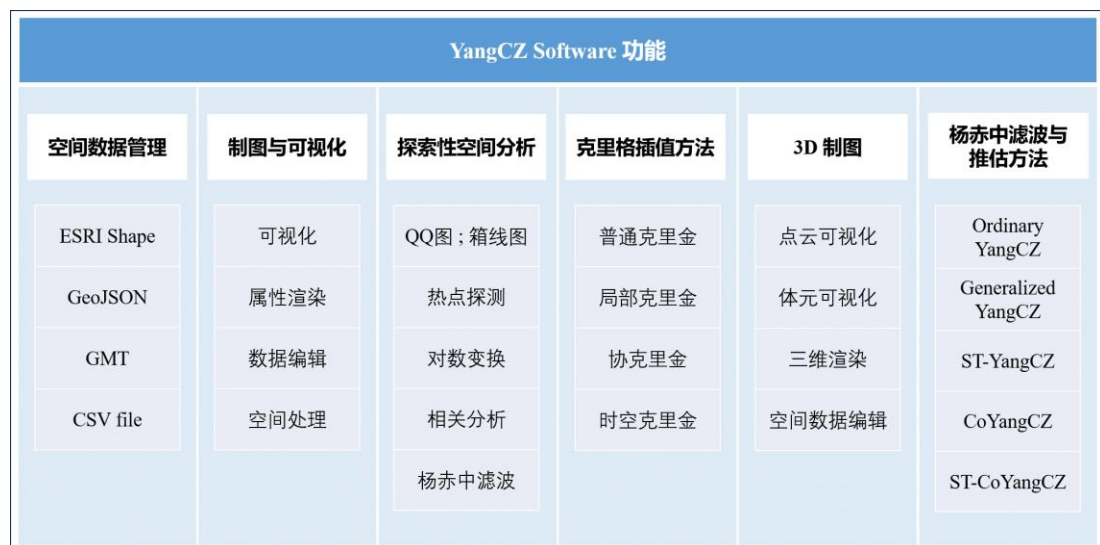 YangCZ Software 功能
空间数据管理
ESRI Shape
GeoJSON
GMT
CSV file
制图与可视化
可视化
属性渲染
数据编辑
空间处理
探索性空间分析
QQ图 ; 箱线图
热点探测
对数变换
相关分析
杨赤中滤波
克里格插值方法
普通克里金
局部克里金
协克里金
时空克里金
3D 制图
点云可视化
体元可视化
三维渲染
空间数据编辑
杨赤中滤波与
推估方法
Ordinary
YangCZ
Generalized
YangCZ
ST-YangCZ
CoYangCZ
ST-CoYangCZ